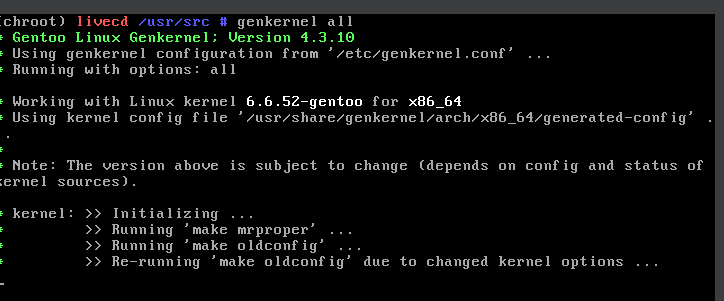 (chroot) livecd /usr/src # genkernel all
* Gentoo Linux Genkernel; Version 4.3.10
* Using genkernel configuration from '/etc/genkernel.conf' ...
* Running with options: all
* Working with Linux kernel 6.6.52-gentoo for x86_64
* Using kernel config file '/usr/share/genkernel/arch/x86_64/generated-config' .
..
*
* Note: The version above is subject to change (depends on config and status of
kernel sources).
* kernel: >> Initializing ...
* >> Running 'make mrproper' ...
* >> Running 'make oldconfig' ...
* >> Re-running 'make oldconfig' due to changed kernel options ...